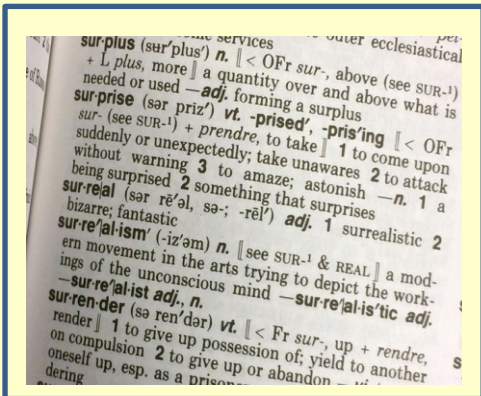 outer ecclesiastical
services
sur·plus (sʉr′plus′) n. ⟦< OFr sur-, above (see SUR-¹)
+ L plus, more⟧ a quantity over and above what is
needed or used —adj. forming a surplus
sur·prise (sər prīz′) vt. -prised′, -pris′ing ⟦< OFr
sur- (see SUR-¹) + prendre, to take⟧ 1 to come upon
suddenly or unexpectedly; take unawares 2 to attack
without warning 3 to amaze; astonish —n. 1 a
being surprised 2 something that surprises
sur·re|al (sər rē′əl, sə-; -rēl′) adj. 1 surrealistic 2
bizarre; fantastic
sur·re′|al·ism′ (-iz′əm) n. ⟦see SUR-¹ & REAL⟧ a mod-
ern movement in the arts trying to depict the work-
ings of the unconscious mind —sur·re′|al·is′tic adj.
—sur·re′|al·ist adj., n.
sur·ren·der (sə ren′dər) vt. ⟦< Fr sur-, up + rendre,
render⟧ 1 to give up possession of; yield to another
on compulsion 2 to give up or abandon —
oneself up, esp. as a
dering